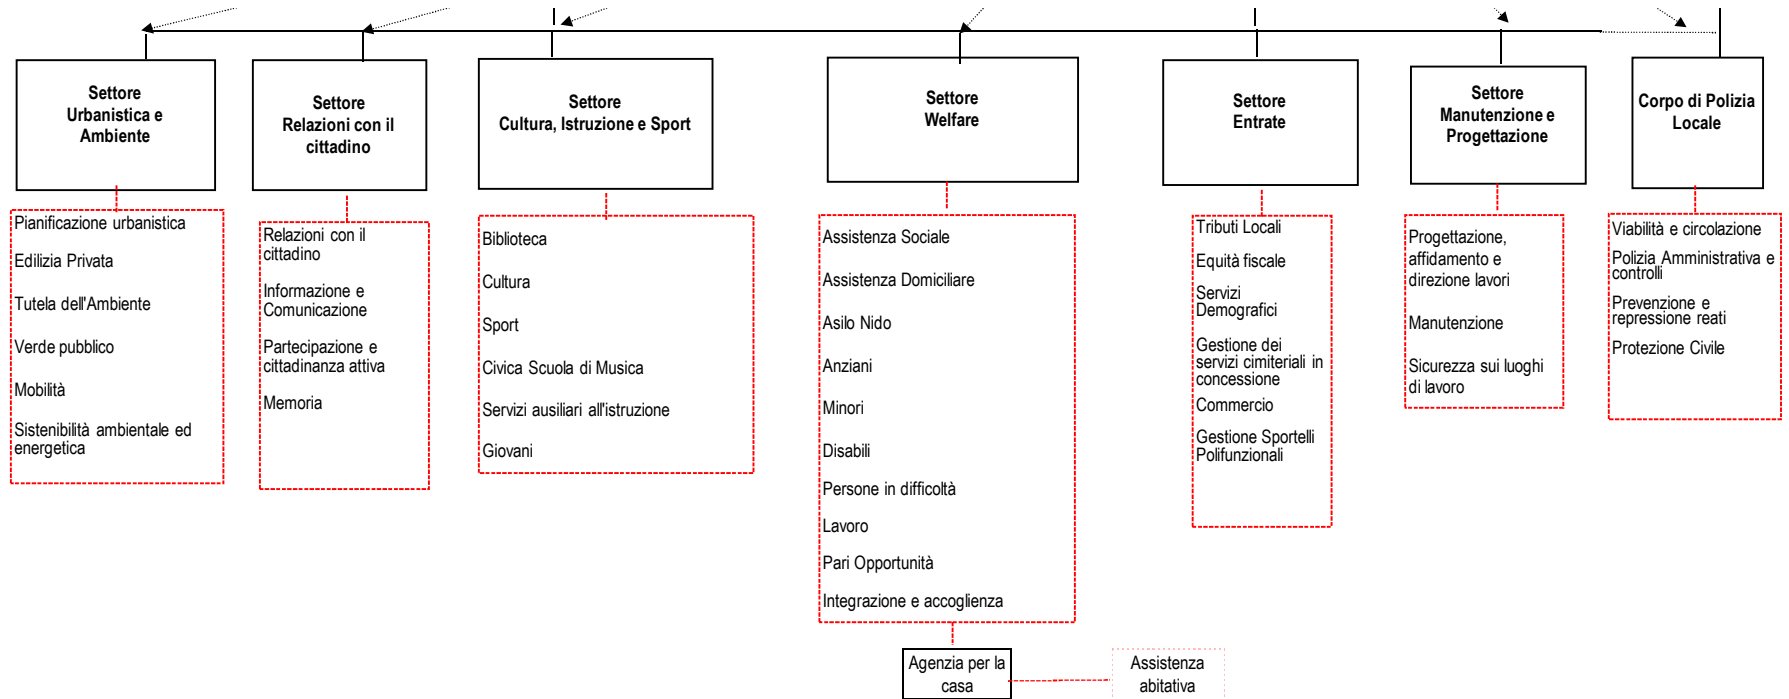 Settore
Urbanistica e
Ambiente
Settore
Relazioni con il
cittadino
Settore
Cultura, Istruzione e Sport
Settore
Welfare
Settore
Entrate
Settore
Manutenzione e
Progettazione
Corpo di Polizia
Locale
Pianificazione urbanistica
Edilizia Privata
Tutela dell'Ambiente
Verde pubblico
Mobilità
Sistenibilità ambientale ed
energetica
Relazioni con il
cittadino
Informazione e
Comunicazione
Partecipazione e
cittadinanza attiva
Memoria
Biblioteca
Cultura
Sport
Civica Scuola di Musica
Servizi ausiliari all'istruzione
Giovani
Assistenza Sociale
Assistenza Domiciliare
Asilo Nido
Anziani
Minori
Disabili
Persone in difficoltà
Lavoro
Pari Opportunità
Integrazione e accoglienza
Tributi Locali
Equità fiscale
Servizi
Demografici
Gestione dei
servizi cimiteriali in
concessione
Commercio
Gestione Sportelli
Polifunzionali
Progettazione,
affidamento e
direzione lavori
Manutenzione
Sicurezza sui luoghi
di lavoro
Viabilità e circolazione
Polizia Amministrativa e
controlli
Prevenzione e
repressione reati
Protezione Civile
Agenzia per la
casa
Assistenza
abitativa